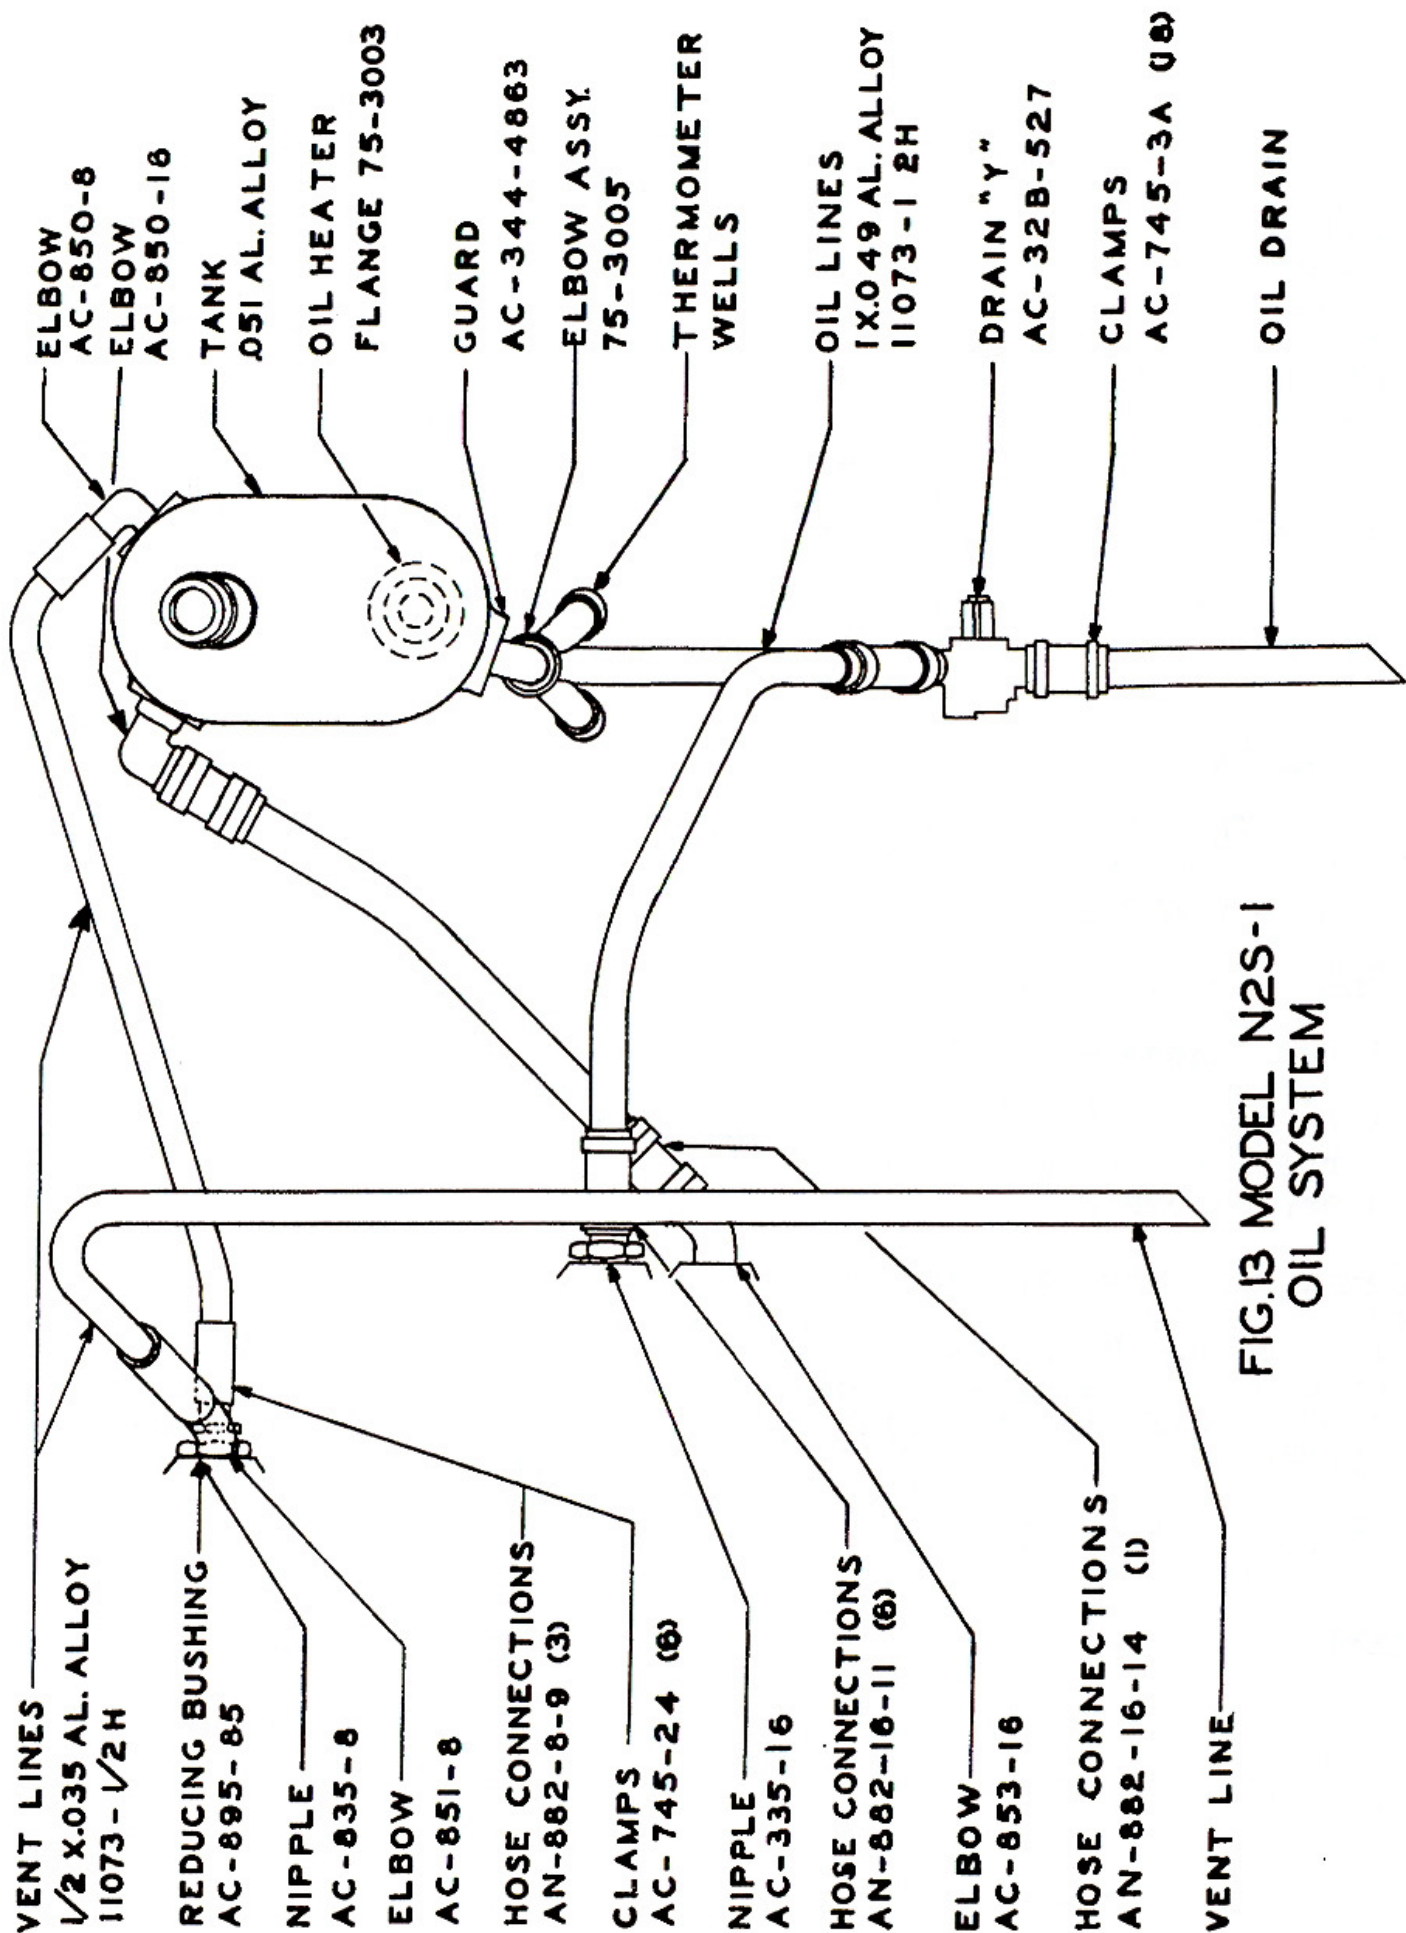 VENT LINES
1/2 X.035 AL. ALLOY
11073-1/2H
REDUCING BUSHING
AC-895-85
NIPPLE
AC-835-8
ELBOW
AC-851-8
HOSE CONNECTIONS
AN-882-8-9 (3)
CLAMPS
AC-745-24 (6)
NIPPLE
AC-335-16
HOSE CONNECTIONS
AN-882-16-11 (6)
ELBOW
AC-853-16
HOSE CONNECTIONS
AN-882-16-14 (1)
VENT LINE
ELBOW
AC-850-8
ELBOW
AC-850-16
TANK
.051 AL. ALLOY
OIL HEATER
FLANGE 75-3003
GUARD
AC-344-4863
ELBOW ASSY.
75-3005
THERMOMETER
WELLS
OIL LINES
1X.049 AL. ALLOY
11073-1 2H
DRAIN "Y"
AC-32B-527
CLAMPS
AC-745-3A (18)
OIL DRAIN
FIG.13 MODEL N2S-1
OIL SYSTEM